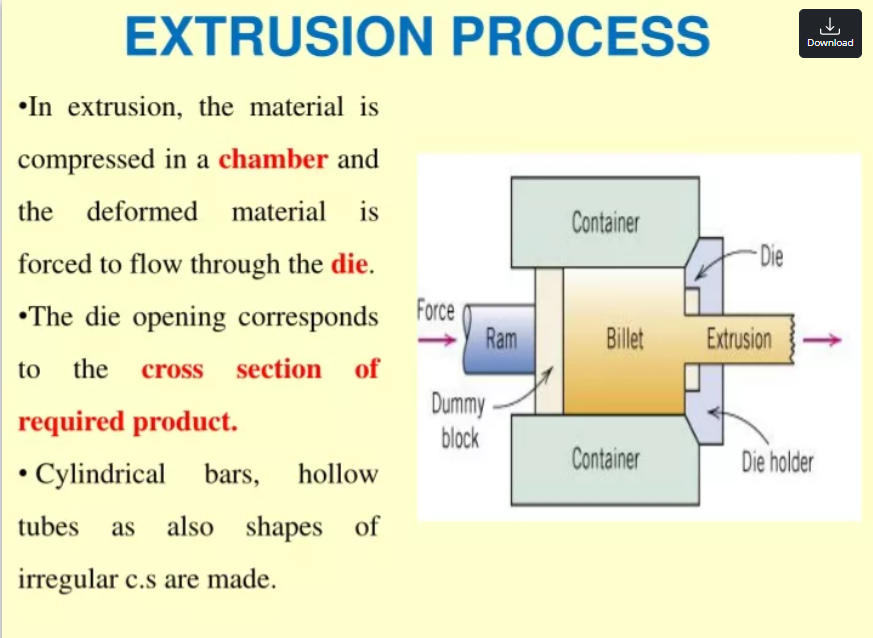 EXTRUSION PROCESS
Download
•In extrusion, the material is
compressed in a chamber and
the deformed material is
forced to flow through the die.
•The die opening corresponds
to the cross section of
required product.
• Cylindrical bars, hollow
tubes as also shapes of
irregular c.s are made.
Container
Die
Force
Ram
Billet
Extrusion
Dummy
block
Container
Die holder